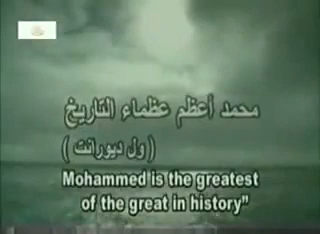 محمد أعظم عظماء التاريخ
( ول ديورانت )
Mohammed is the greatest
of the great in history”